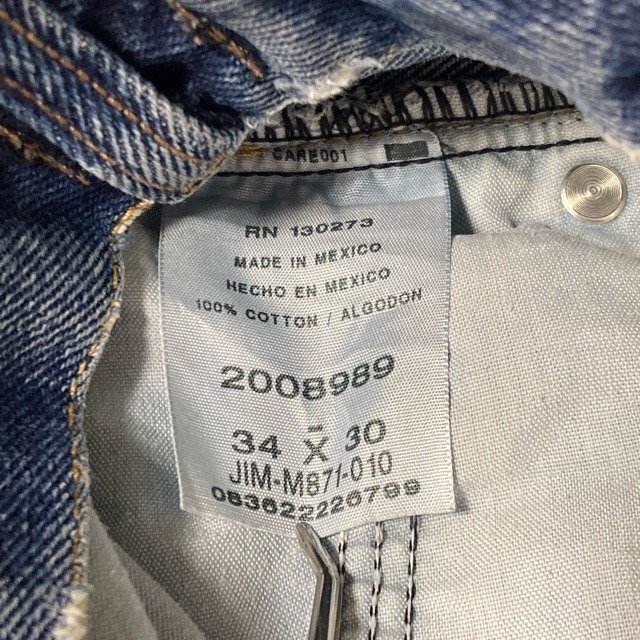 CARE001
RN 130273
MADE IN MEXICO
HECHO EN MEXICO
100% COTTON / ALGODON
2008989
34 X 30
JIM-M871-010
083622226799